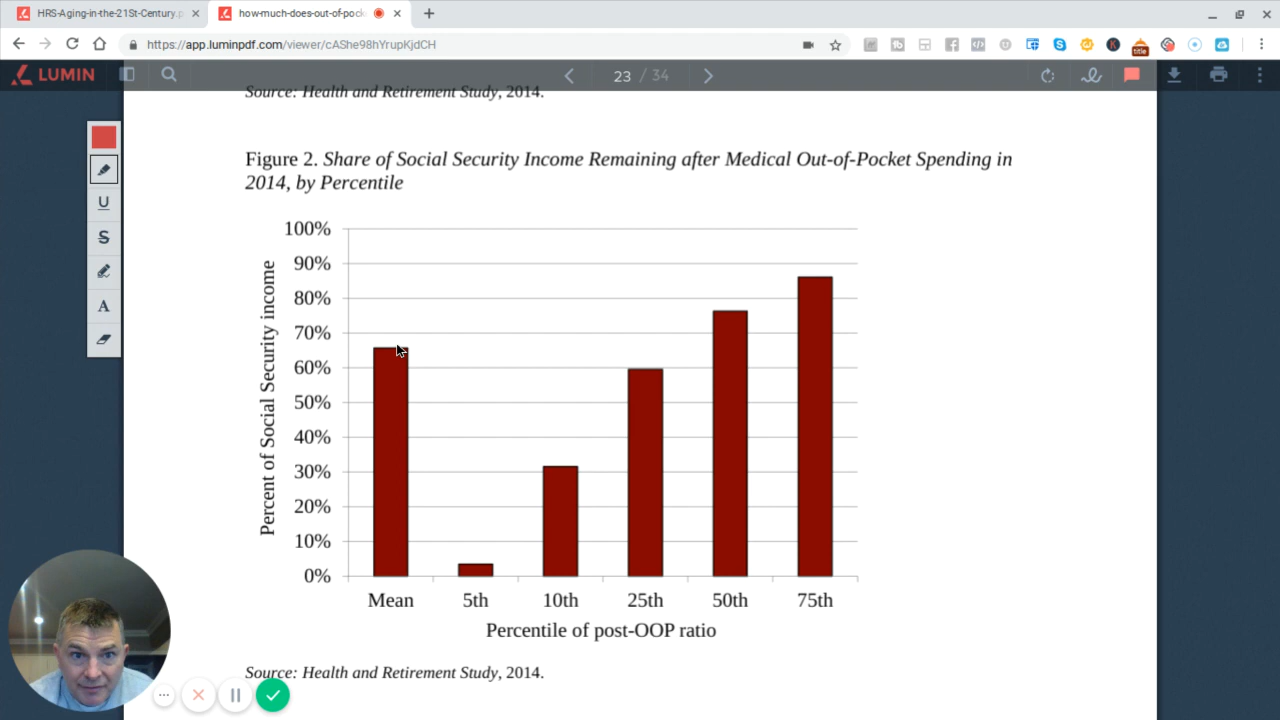 HRS-Aging-in-the-21St-Century.p
how-much-does-out-of-pock
https://app.luminpdf.com/viewer/cAShe98hYrupKjdCH
title
LUMIN
23 / 34
Source: Health and Retirement Study, 2014.
Figure 2. Share of Social Security Income Remaining after Medical Out-of-Pocket Spending in
2014, by Percentile
Percent of Social Security income
100%
90%
80%
70%
60%
50%
40%
30%
20%
10%
0%
Mean 5th 10th 25th 50th 75th
Percentile of post-OOP ratio
Source: Health and Retirement Study, 2014.
U
S
A